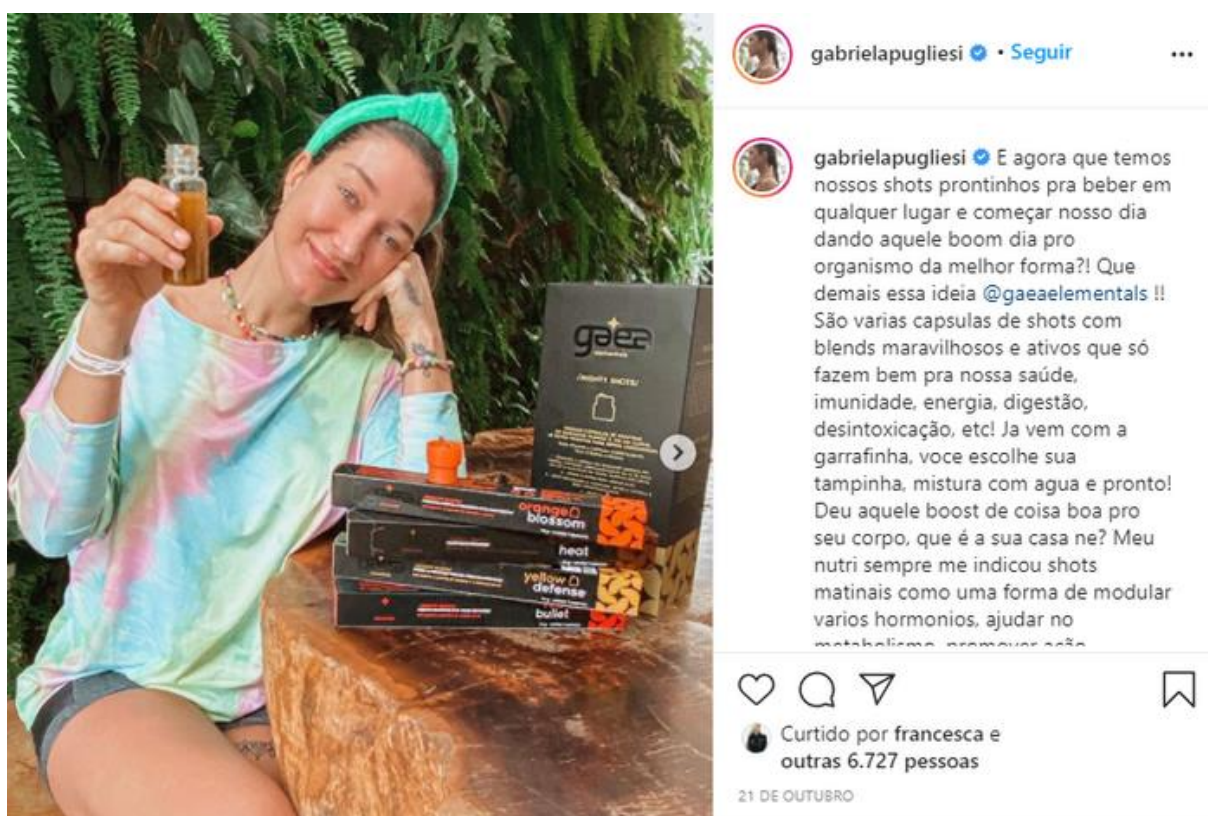 gabrielapugliesi • Seguir
gabrielapugliesi E agora que temos
nossos shots prontinhos pra beber em
qualquer lugar e começar nosso dia
dando aquele boom dia pro
organismo da melhor forma?! Que
demais essa ideia @gaeaelementals !!
São varias capsulas de shots com
blends maravilhosos e ativos que só
fazem bem pra nossa saúde,
imunidade, energia, digestão,
desintoxicação, etc! Ja vem com a
garrafinha, voce escolhe sua
tampinha, mistura com agua e pronto!
Deu aquele boost de coisa boa pro
seu corpo, que é a sua casa ne? Meu
nutri sempre me indicou shots
matinais como uma forma de modular
varios hormonios, ajudar no
metabolismo, promover ação
Curtido por francesca e
outras 6.727 pessoas
21 DE OUTUBRO
gaea
elementals
/MIGHTY SHOTS/
orange
blossom
heat
yellow
defense
bullet